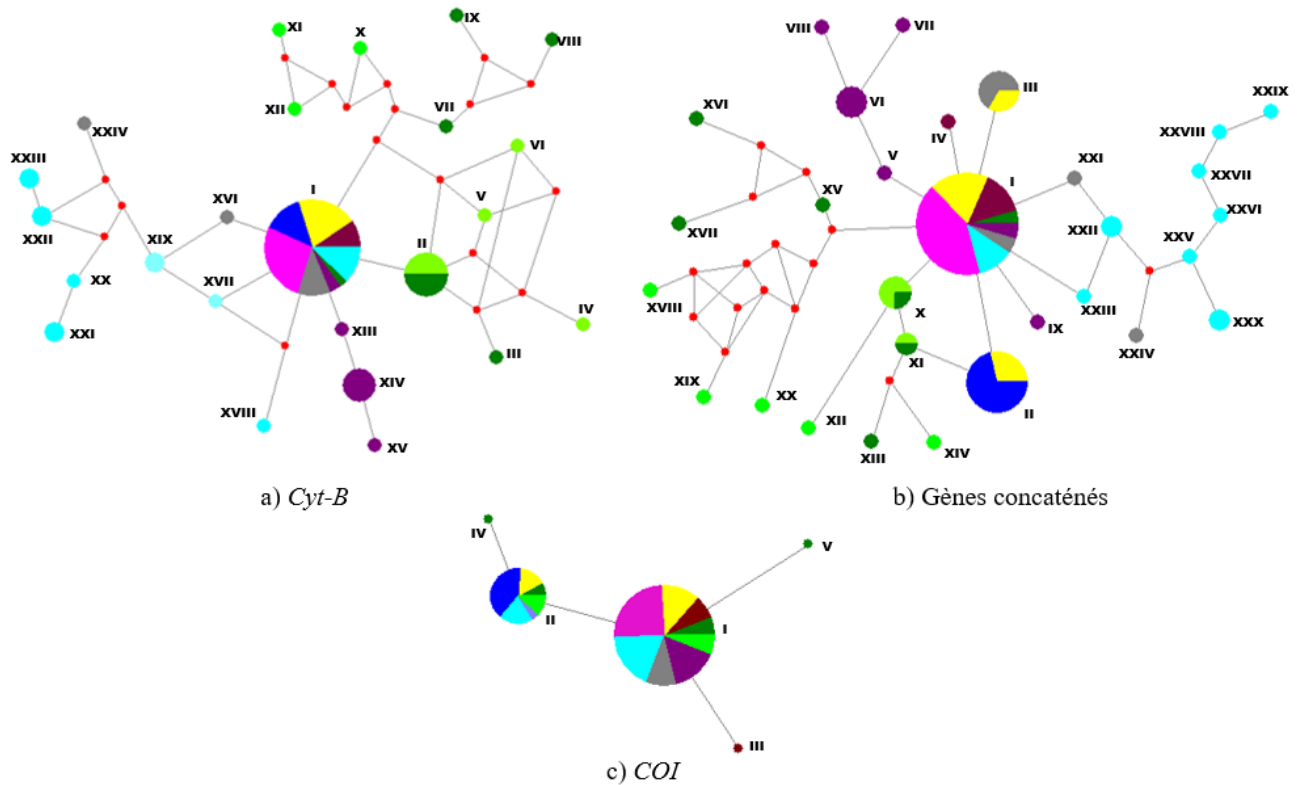 XI
X
IX
VIII
XII
VII
VI
V
XXIV
XXIII
XXII
XVI
I
II
XIX
XVII
XX
XXI
IV
III
XIII
XIV
XVIII
XV
a) Cyt-B
VIII
VII
VI
III
XVI
IV
V
I
XXI
XXIX
XXVIII
XXVII
XXVI
XV
XVII
XXII
XXV
XVIII
X
XXIII
IX
XXX
XI
XXIV
XIX
XX
XII
II
XIII
XIV
b) Gènes concaténés
IV
V
II
I
III
c) COI